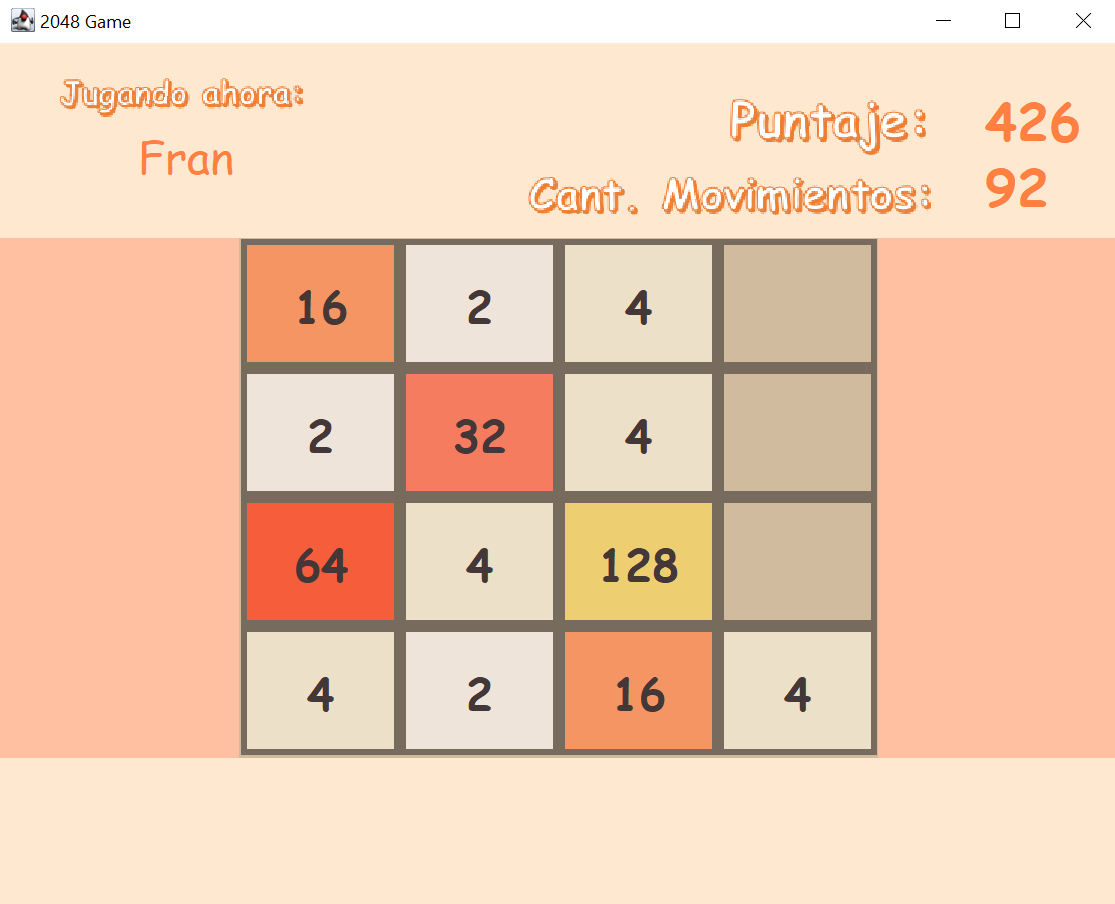 2048 Game
Jugando ahora:
Fran
Puntaje: 426
Cant. Movimientos: 92
16 2 4
2 32 4
64 4 128
4 2 16 4